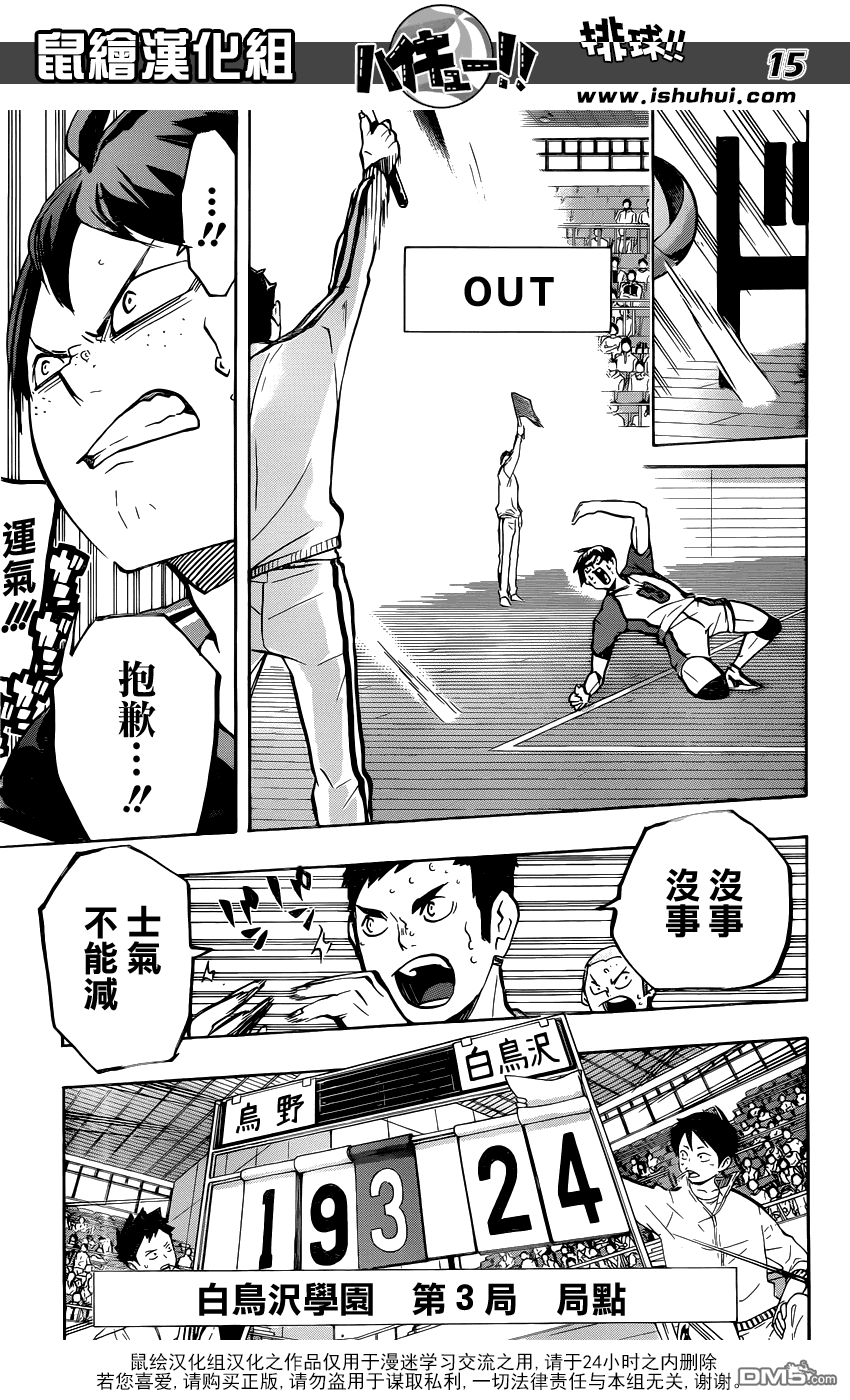 鼠繪漢化組
ハイキュー!!
排球!!
15
www.ishuhui.com
ド
OUT
…!!
運氣!!!
抱歉…!!
沒事
沒事
士氣
不能減
烏野
白鳥沢
19 3 24
白鳥沢學園 第3局 局點
鼠绘汉化组汉化之作品仅用于漫迷学习交流之用, 请于24小时之内删除
若您喜爱, 请购买正版, 请勿盗用于谋取私利, 一切法律责任与本组无关, 谢谢。
DM5.com